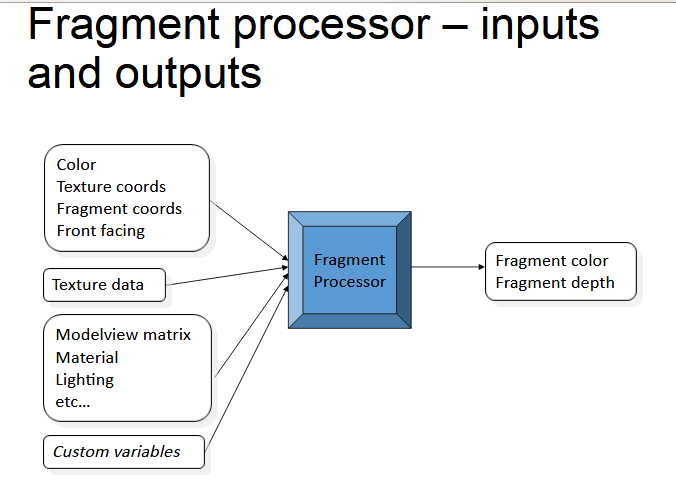 Fragment processor – inputs
and outputs
Color
Texture coords
Fragment coords
Front facing
Texture data
Modelview matrix
Material
Lighting
etc...
Custom variables
Fragment
Processor
Fragment color
Fragment depth